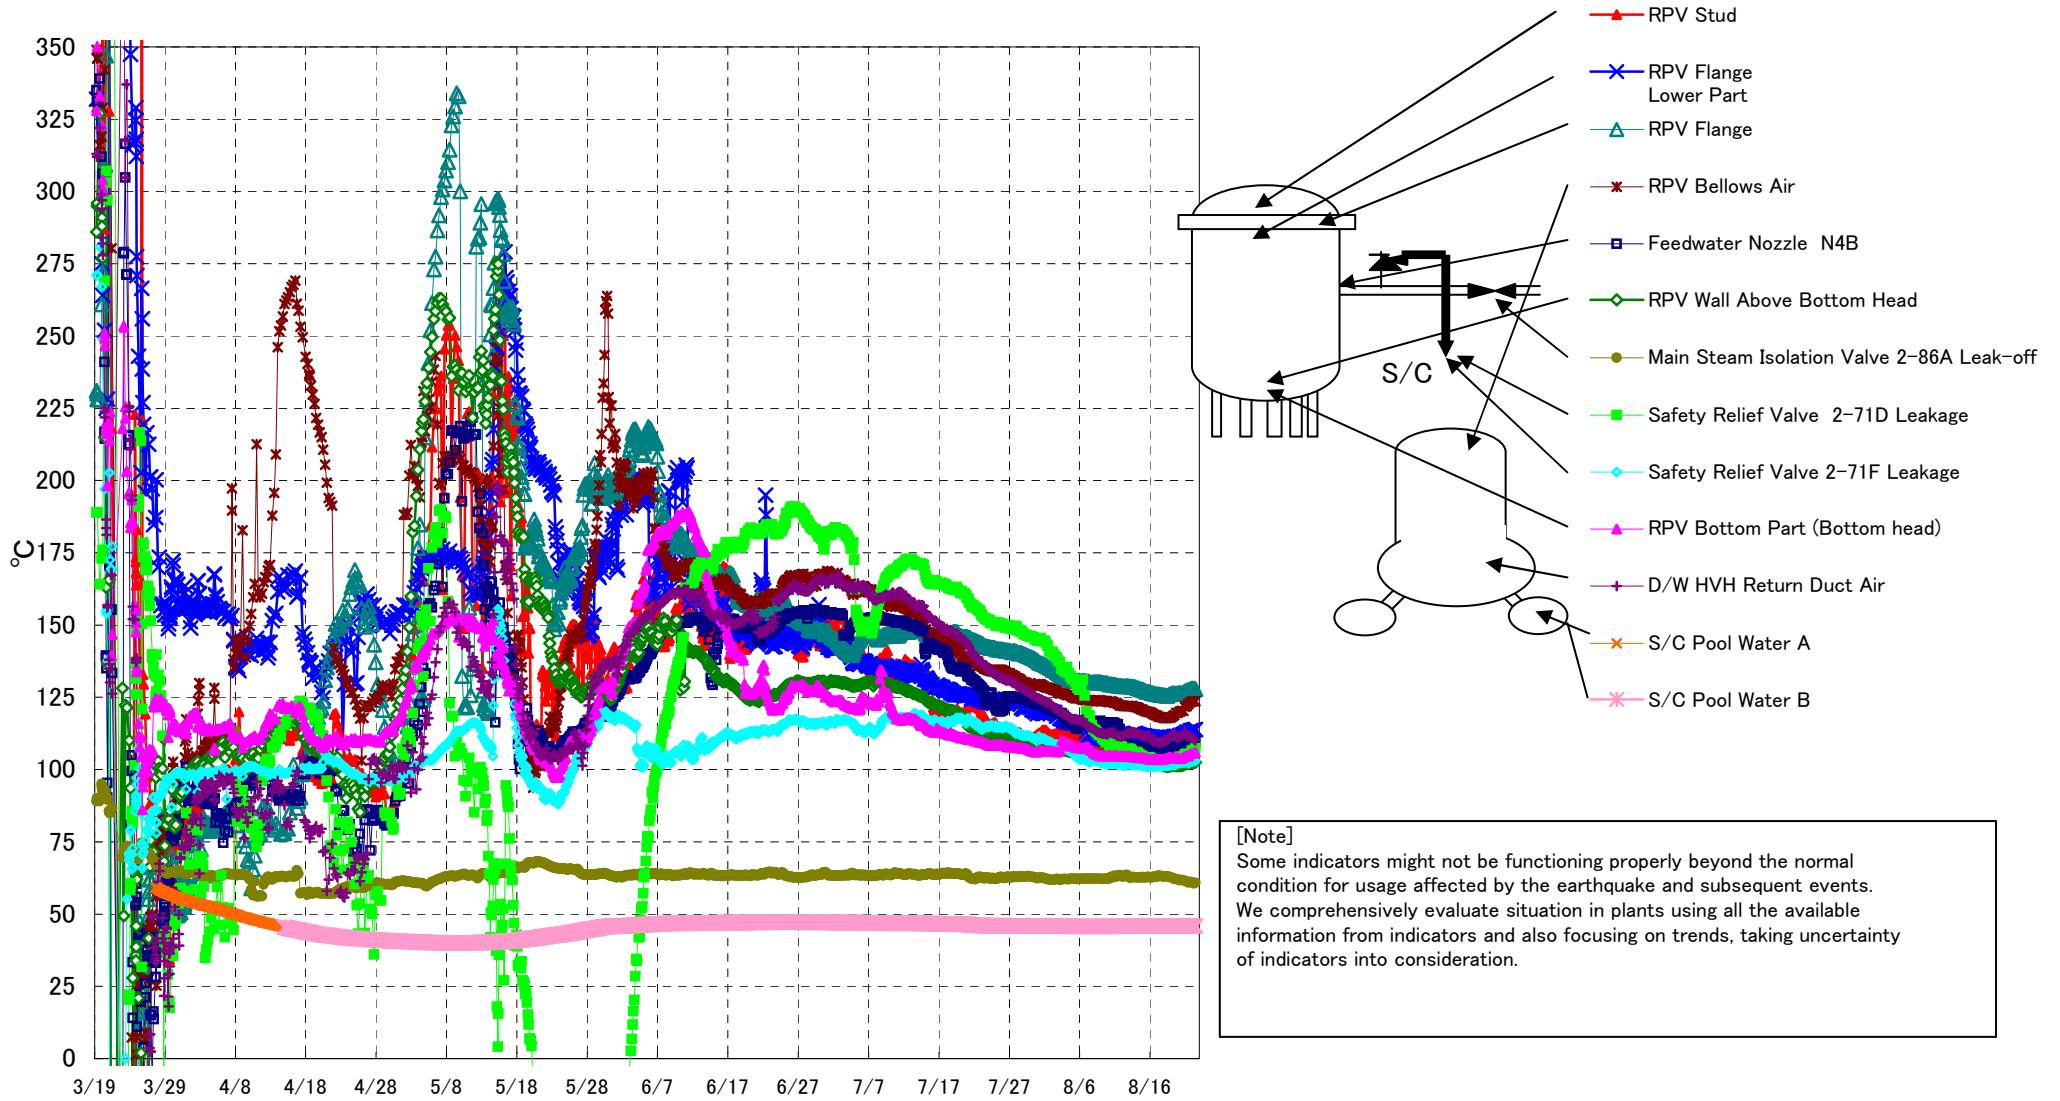 350
325
300
275
250
225
200
175
150
125
100
75
50
25
0
℃
3/19 3/29 4/8 4/18 4/28 5/8 5/18 5/28 6/7 6/17 6/27 7/7 7/17 7/27 8/6 8/16
RPV Stud
RPV Flange
Lower Part
RPV Flange
RPV Bellows Air
Feedwater Nozzle N4B
RPV Wall Above Bottom Head
Main Steam Isolation Valve 2-86A Leak-off
Safety Relief Valve 2-71D Leakage
Safety Relief Valve 2-71F Leakage
RPV Bottom Part (Bottom head)
D/W HVH Return Duct Air
S/C Pool Water A
S/C Pool Water B
S/C
[Note]
Some indicators might not be functioning properly beyond the normal
condition for usage affected by the earthquake and subsequent events.
We comprehensively evaluate situation in plants using all the available
information from indicators and also focusing on trends, taking uncertainty
of indicators into consideration.